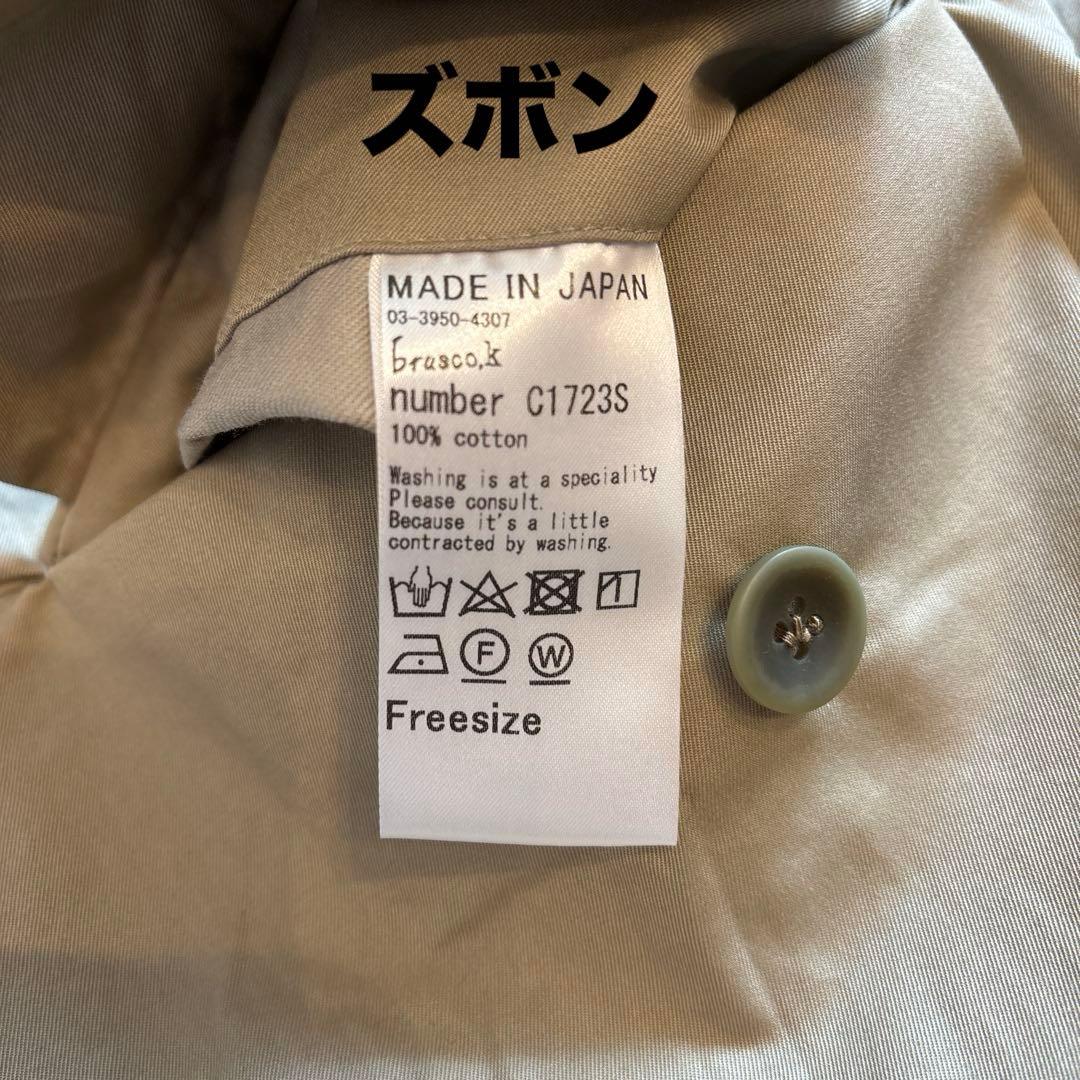 ズボン
MADE IN JAPAN
03-3950-4307
brusco,k
number C1723S
100% cotton
Washing is at a speciality
Please consult.
Because it's a little
contracted by washing.
F W
Freesize